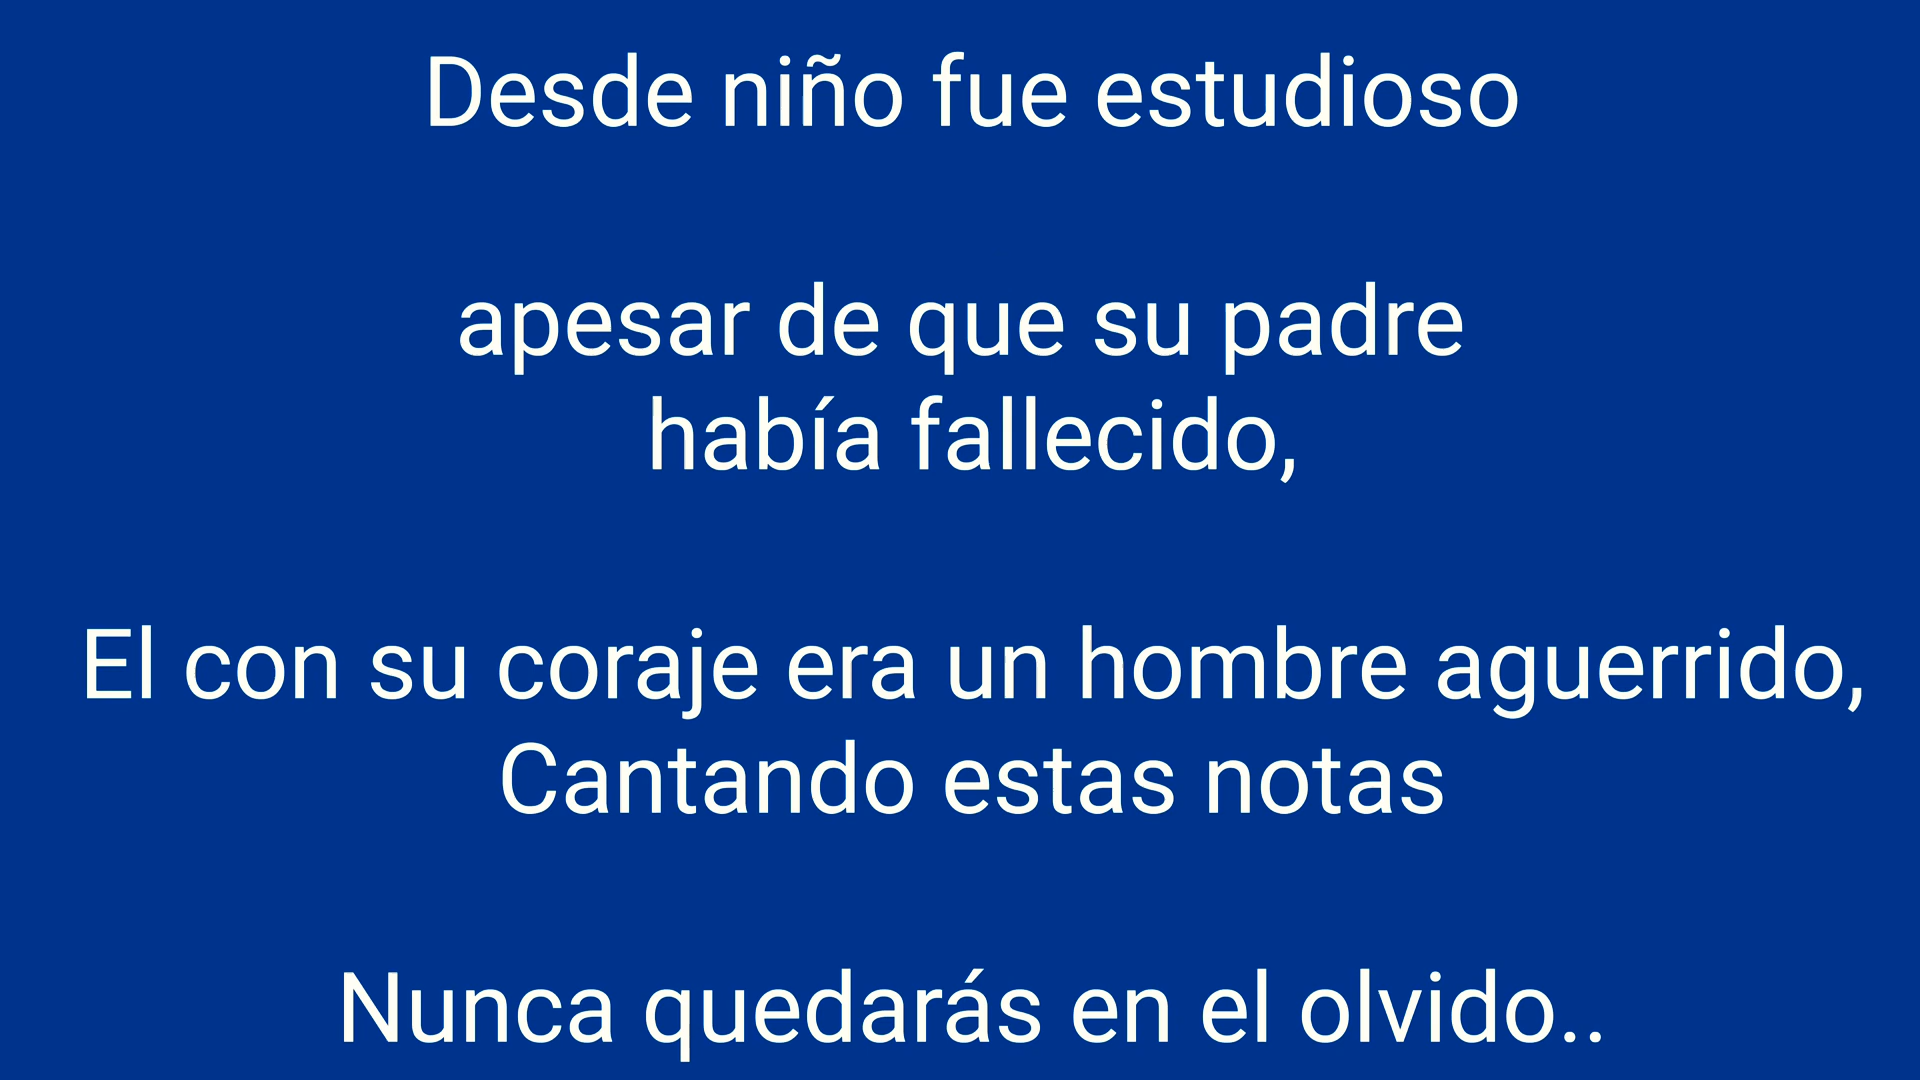 Desde niño fue estudioso
apesar de que su padre
había fallecido,
El con su coraje era un hombre aguerrido,
Cantando estas notas
Nunca quedarás en el olvido..